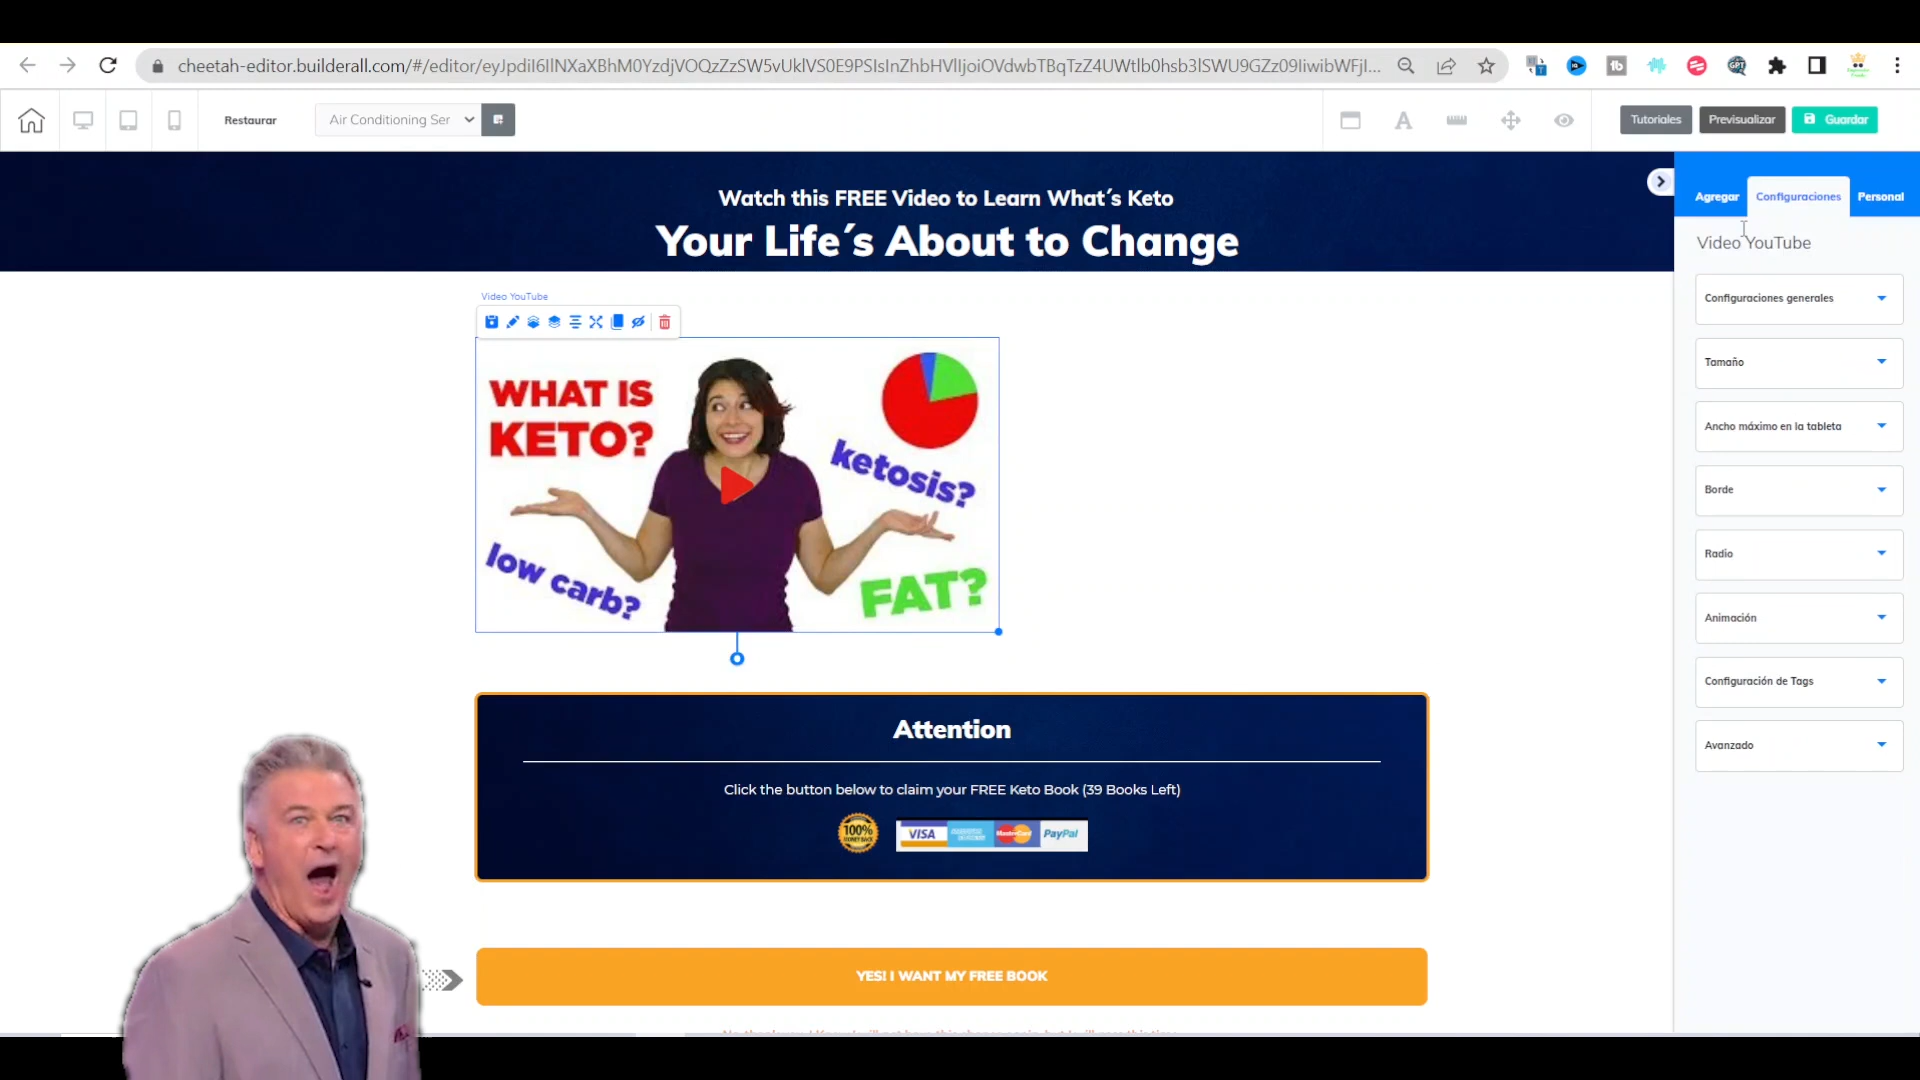 cheetah-editor.builderall.com/#/editor/
Restaurar
Air Conditioning Ser
Tutoriales
Previsualizar
Guardar
Watch this FREE Video to Learn What´s Keto
Your Life´s About to Change
Agregar
Configuraciones
Personal
Video YouTube
Video YouTube
Configuraciones generales
Tamaño
Ancho máximo en la tableta
Borde
Radio
Animación
Configuración de Tags
Avanzado
WHAT IS
KETO?
ketosis?
low carb?
FAT?
Attention
Click the button below to claim your FREE Keto Book (39 Books Left)
100%
VISA
MasterCard
PayPal
YES! I WANT MY FREE BOOK